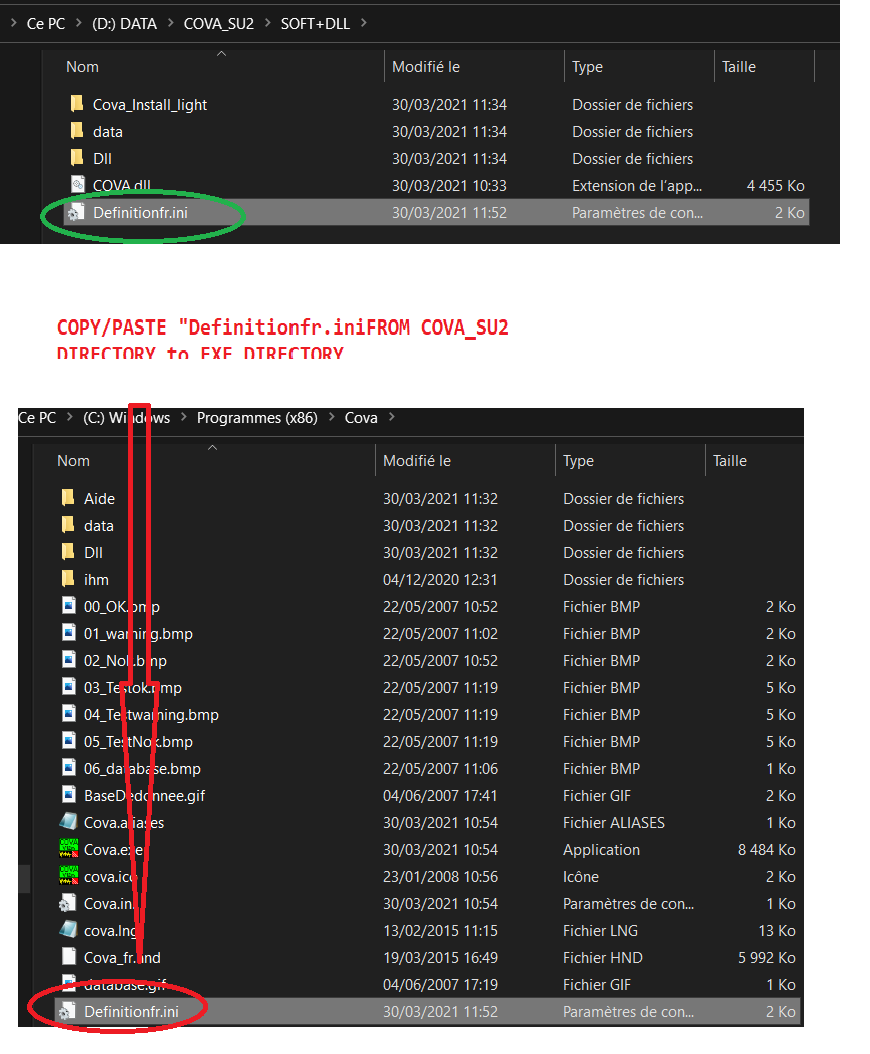 Ce PC > (D:) DATA > COVA_SU2 > SOFT+DLL >
Nom Modifié le Type Taille
Cova_Install_light 30/03/2021 11:34 Dossier de fichiers
data 30/03/2021 11:34 Dossier de fichiers
Dll 30/03/2021 11:34 Dossier de fichiers
COVA.dll 30/03/2021 10:33 Extension de l'app... 4 455 Ko
Definitionfr.ini 30/03/2021 11:52 Paramètres de con... 2 Ko
COPY/PASTE "Definitionfr.iniFROM COVA_SU2
DIRECTORY to EXE DIRECTORY
Ce PC > (C:) Windows > Programmes (x86) > Cova >
Nom Modifié le Type Taille
Aide 30/03/2021 11:32 Dossier de fichiers
data 30/03/2021 11:32 Dossier de fichiers
Dll 30/03/2021 11:32 Dossier de fichiers
ihm 04/12/2020 12:31 Dossier de fichiers
00_OK.bmp 22/05/2007 10:52 Fichier BMP 2 Ko
01_warning.bmp 22/05/2007 11:02 Fichier BMP 2 Ko
02_Nok.bmp 22/05/2007 10:52 Fichier BMP 2 Ko
03_Testok.bmp 22/05/2007 11:19 Fichier BMP 5 Ko
04_Testwarning.bmp 22/05/2007 11:19 Fichier BMP 5 Ko
05_TestNok.bmp 22/05/2007 11:19 Fichier BMP 5 Ko
06_database.bmp 22/05/2007 11:06 Fichier BMP 1 Ko
BaseDedonnee.gif 04/06/2007 17:41 Fichier GIF 2 Ko
Cova.aliases 30/03/2021 10:54 Fichier ALIASES 1 Ko
Cova.exe 30/03/2021 10:54 Application 8 484 Ko
cova.ico 23/01/2008 10:56 Icône 2 Ko
Cova.ini 30/03/2021 10:54 Paramètres de con... 1 Ko
cova.lng 13/02/2015 11:15 Fichier LNG 13 Ko
Cova_fr.hnd 19/03/2015 16:49 Fichier HND 5 992 Ko
database.gif 04/06/2007 17:19 Fichier GIF 1 Ko
Definitionfr.ini 30/03/2021 11:52 Paramètres de con... 2 Ko